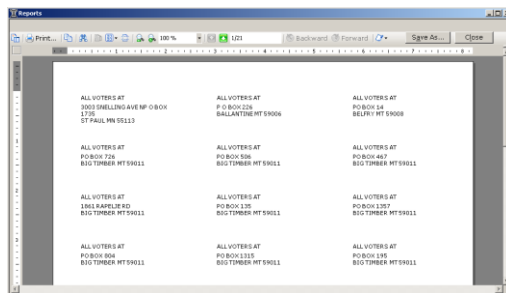 Reports
Print...
100 %
1/21
Backward
Forward
Save As...
Close
ALL VOTERS AT
3003 SNELLING AVE NP O BOX
1735
ST PAUL MN 55113
ALL VOTERS AT
P O BOX 226
BALLANTINE MT 59006
ALL VOTERS AT
PO BOX 14
BELFRY MT 59008
ALL VOTERS AT
PO BOX 726
BIG TIMBER MT 59011
ALL VOTERS AT
PO BOX 506
BIG TIMBER MT 59011
ALL VOTERS AT
PO BOX 467
BIG TIMBER MT 59011
ALL VOTERS AT
1861 RAPELJE RD
BIG TIMBER MT 59011
ALL VOTERS AT
PO BOX 135
BIG TIMBER MT 59011
ALL VOTERS AT
PO BOX 1357
BIG TIMBER MT 59011
ALL VOTERS AT
PO BOX 804
BIG TIMBER MT 59011
ALL VOTERS AT
PO BOX 1315
BIG TIMBER MT 59011
ALL VOTERS AT
PO BOX 195
BIG TIMBER MT 59011